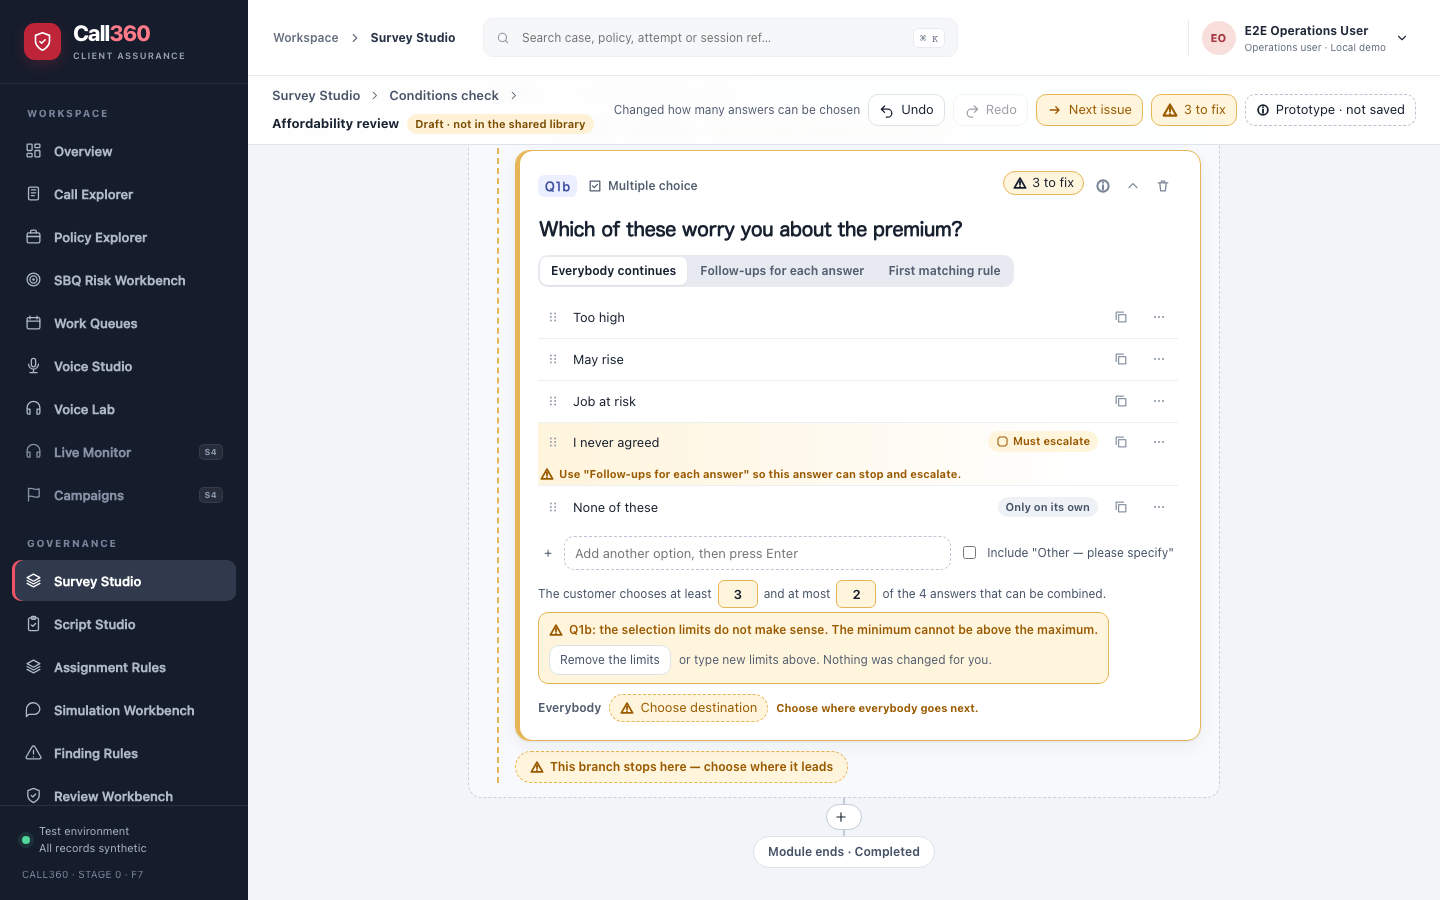 Call360
CLIENT ASSURANCE
WORKSPACE
Overview
Call Explorer
Policy Explorer
SBQ Risk Workbench
Work Queues
Voice Studio
Voice Lab
Live Monitor S4
Campaigns S4
GOVERNANCE
Survey Studio
Script Studio
Assignment Rules
Simulation Workbench
Finding Rules
Review Workbench
Test environment
All records synthetic
CALL360 · STAGE 0 · F7
Workspace > Survey Studio
Search case, policy, attempt or session ref...
⌘ K
EO
E2E Operations User
Operations user · Local demo
Survey Studio > Conditions check >
Affordability review Draft · not in the shared library
Changed how many answers can be chosen Undo Redo Next issue 3 to fix Prototype · not saved
Q1b Multiple choice 3 to fix
Which of these worry you about the premium?
Everybody continues Follow-ups for each answer First matching rule
Too high
May rise
Job at risk
I never agreed Must escalate
Use "Follow-ups for each answer" so this answer can stop and escalate.
None of these Only on its own
+ Add another option, then press Enter Include "Other — please specify"
The customer chooses at least 3 and at most 2 of the 4 answers that can be combined.
Q1b: the selection limits do not make sense. The minimum cannot be above the maximum.
Remove the limits or type new limits above. Nothing was changed for you.
Everybody Choose destination Choose where everybody goes next.
This branch stops here — choose where it leads
+
Module ends · Completed